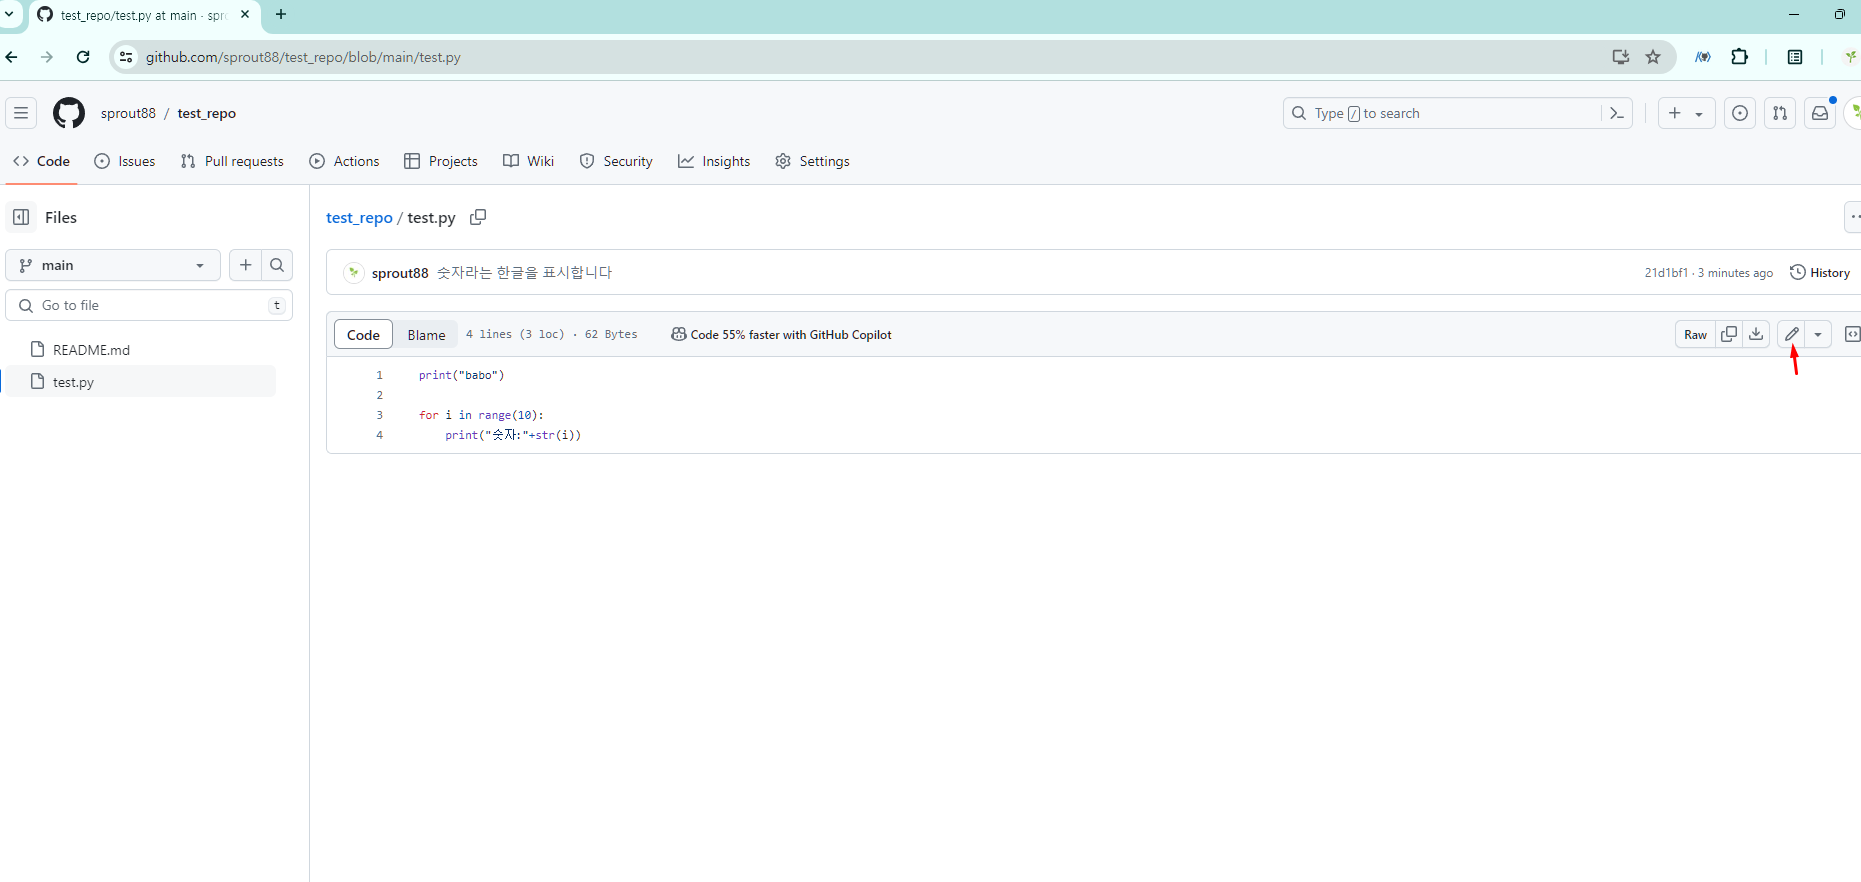 test_repo/test.py at main · spr
github.com/sprout88/test_repo/blob/main/test.py
sprout88 / test_repo
Type / to search
Code Issues Pull requests Actions Projects Wiki Security Insights Settings
Files
main
Go to file t
README.md
test.py
test_repo / test.py
sprout88 숫자라는 한글을 표시합니다
21d1bf1 · 3 minutes ago History
Code Blame 4 lines (3 loc) · 62 Bytes Code 55% faster with GitHub Copilot Raw
1 print("babo")
2
3 for i in range(10):
4 print("숫자:"+str(i))